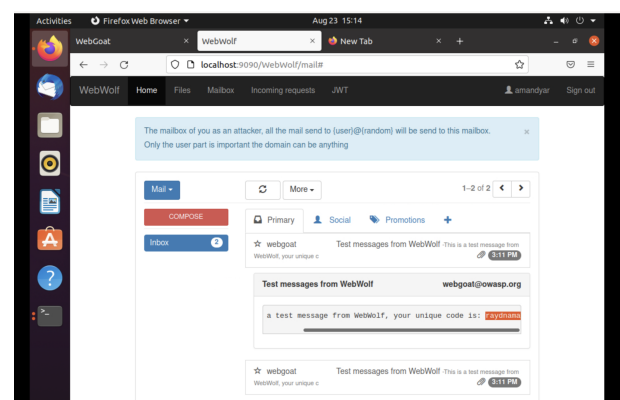 Activities Firefox Web Browser Aug 23 15:14
WebGoat × WebWolf × New Tab × +
localhost:9090/WebWolf/mail#
WebWolf Home Files Mailbox Incoming requests JWT amandyar Sign out
The mailbox of you as an attacker, all the mail send to {user}@{random} will be send to this mailbox. ×
Only the user part is important the domain can be anything
Mail More 1–2 of 2
COMPOSE
Primary Social Promotions
Inbox 2
webgoat Test messages from WebWolf -This is a test message from
WebWolf, your unique c 3:11 PM
Test messages from WebWolf webgoat@owasp.org
a test message from WebWolf, your unique code is: raydnama
webgoat Test messages from WebWolf -This is a test message from
WebWolf, your unique c 3:11 PM